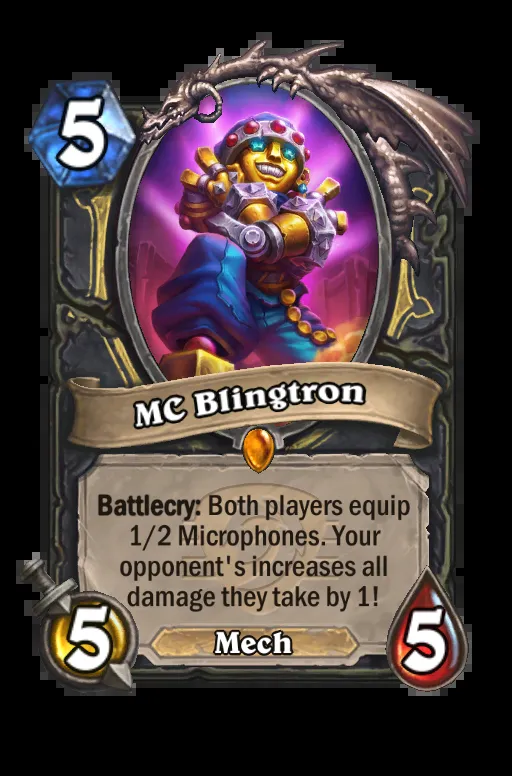 5
MC Blingtron
Battlecry: Both players equip
1/2 Microphones. Your
opponent's increases all
damage they take by 1!
5
Mech
5